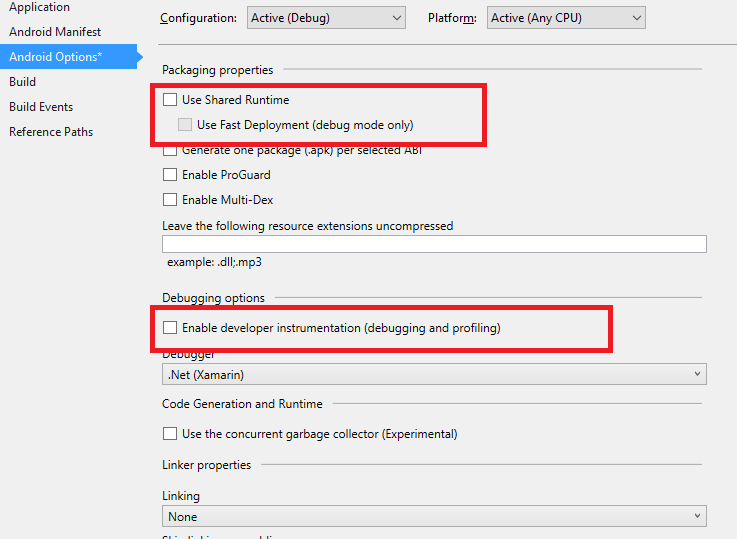 Application
Configuration: Active (Debug) Platform: Active (Any CPU)
Android Manifest
Android Options*
Build
Build Events
Reference Paths
Packaging properties
Use Shared Runtime
Use Fast Deployment (debug mode only)
Generate one package (.apk) per selected ABI
Enable ProGuard
Enable Multi-Dex
Leave the following resource extensions uncompressed
example: .dll;.mp3
Debugging options
Enable developer instrumentation (debugging and profiling)
Debugger
.Net (Xamarin)
Code Generation and Runtime
Use the concurrent garbage collector (Experimental)
Linker properties
Linking
None